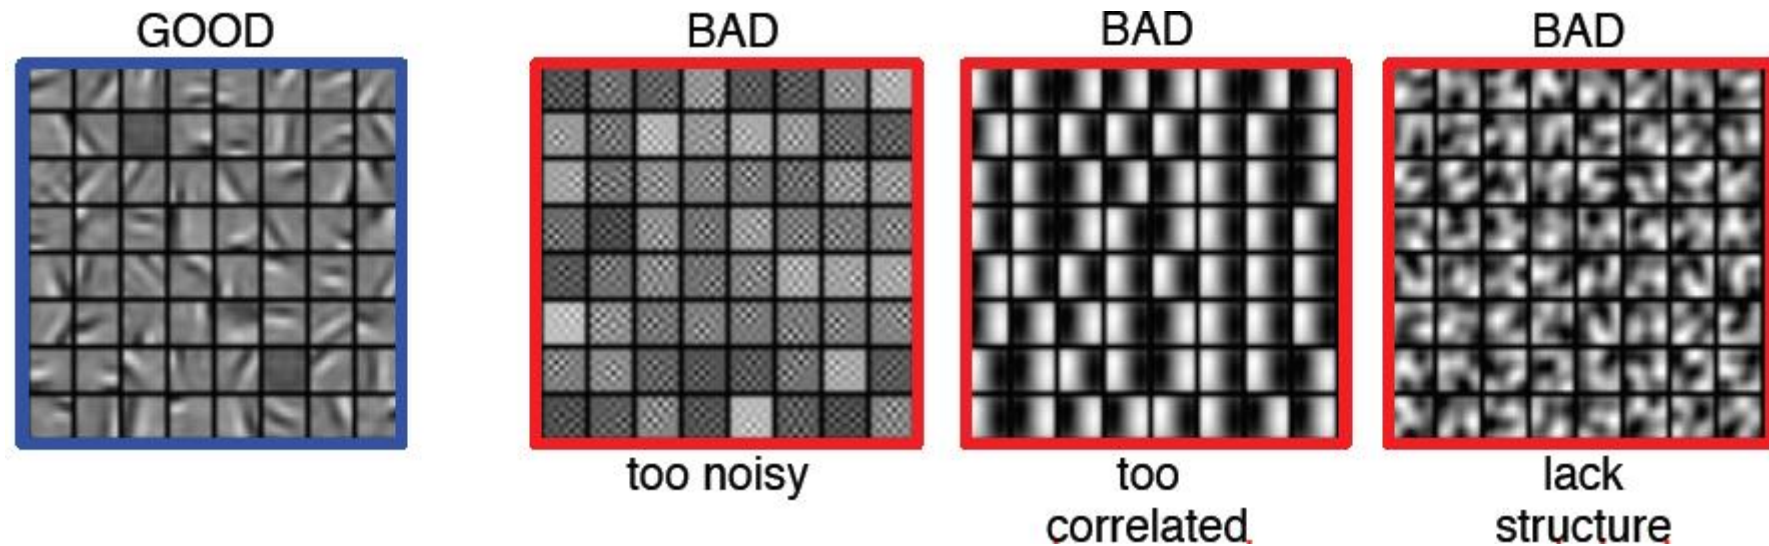 GOOD
BAD
BAD
BAD
too noisy
too
correlated
lack
structure